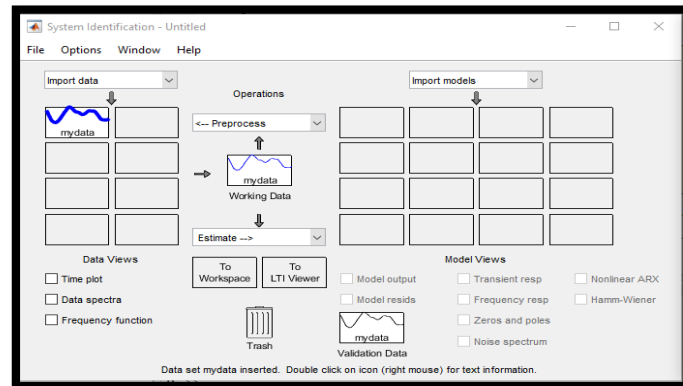 System Identification - Untitled
File Options Window Help
Import data
Import models
Operations
mydata
<-- Preprocess
mydata
Working Data
Estimate -->
Data Views
Time plot
Data spectra
Frequency function
To Workspace
To LTI Viewer
Trash
Model Views
Model output
Transient resp
Nonlinear ARX
Model resids
Frequency resp
Hamm-Wiener
Zeros and poles
Noise spectrum
mydata
Validation Data
Data set mydata inserted. Double click on icon (right mouse) for text information.